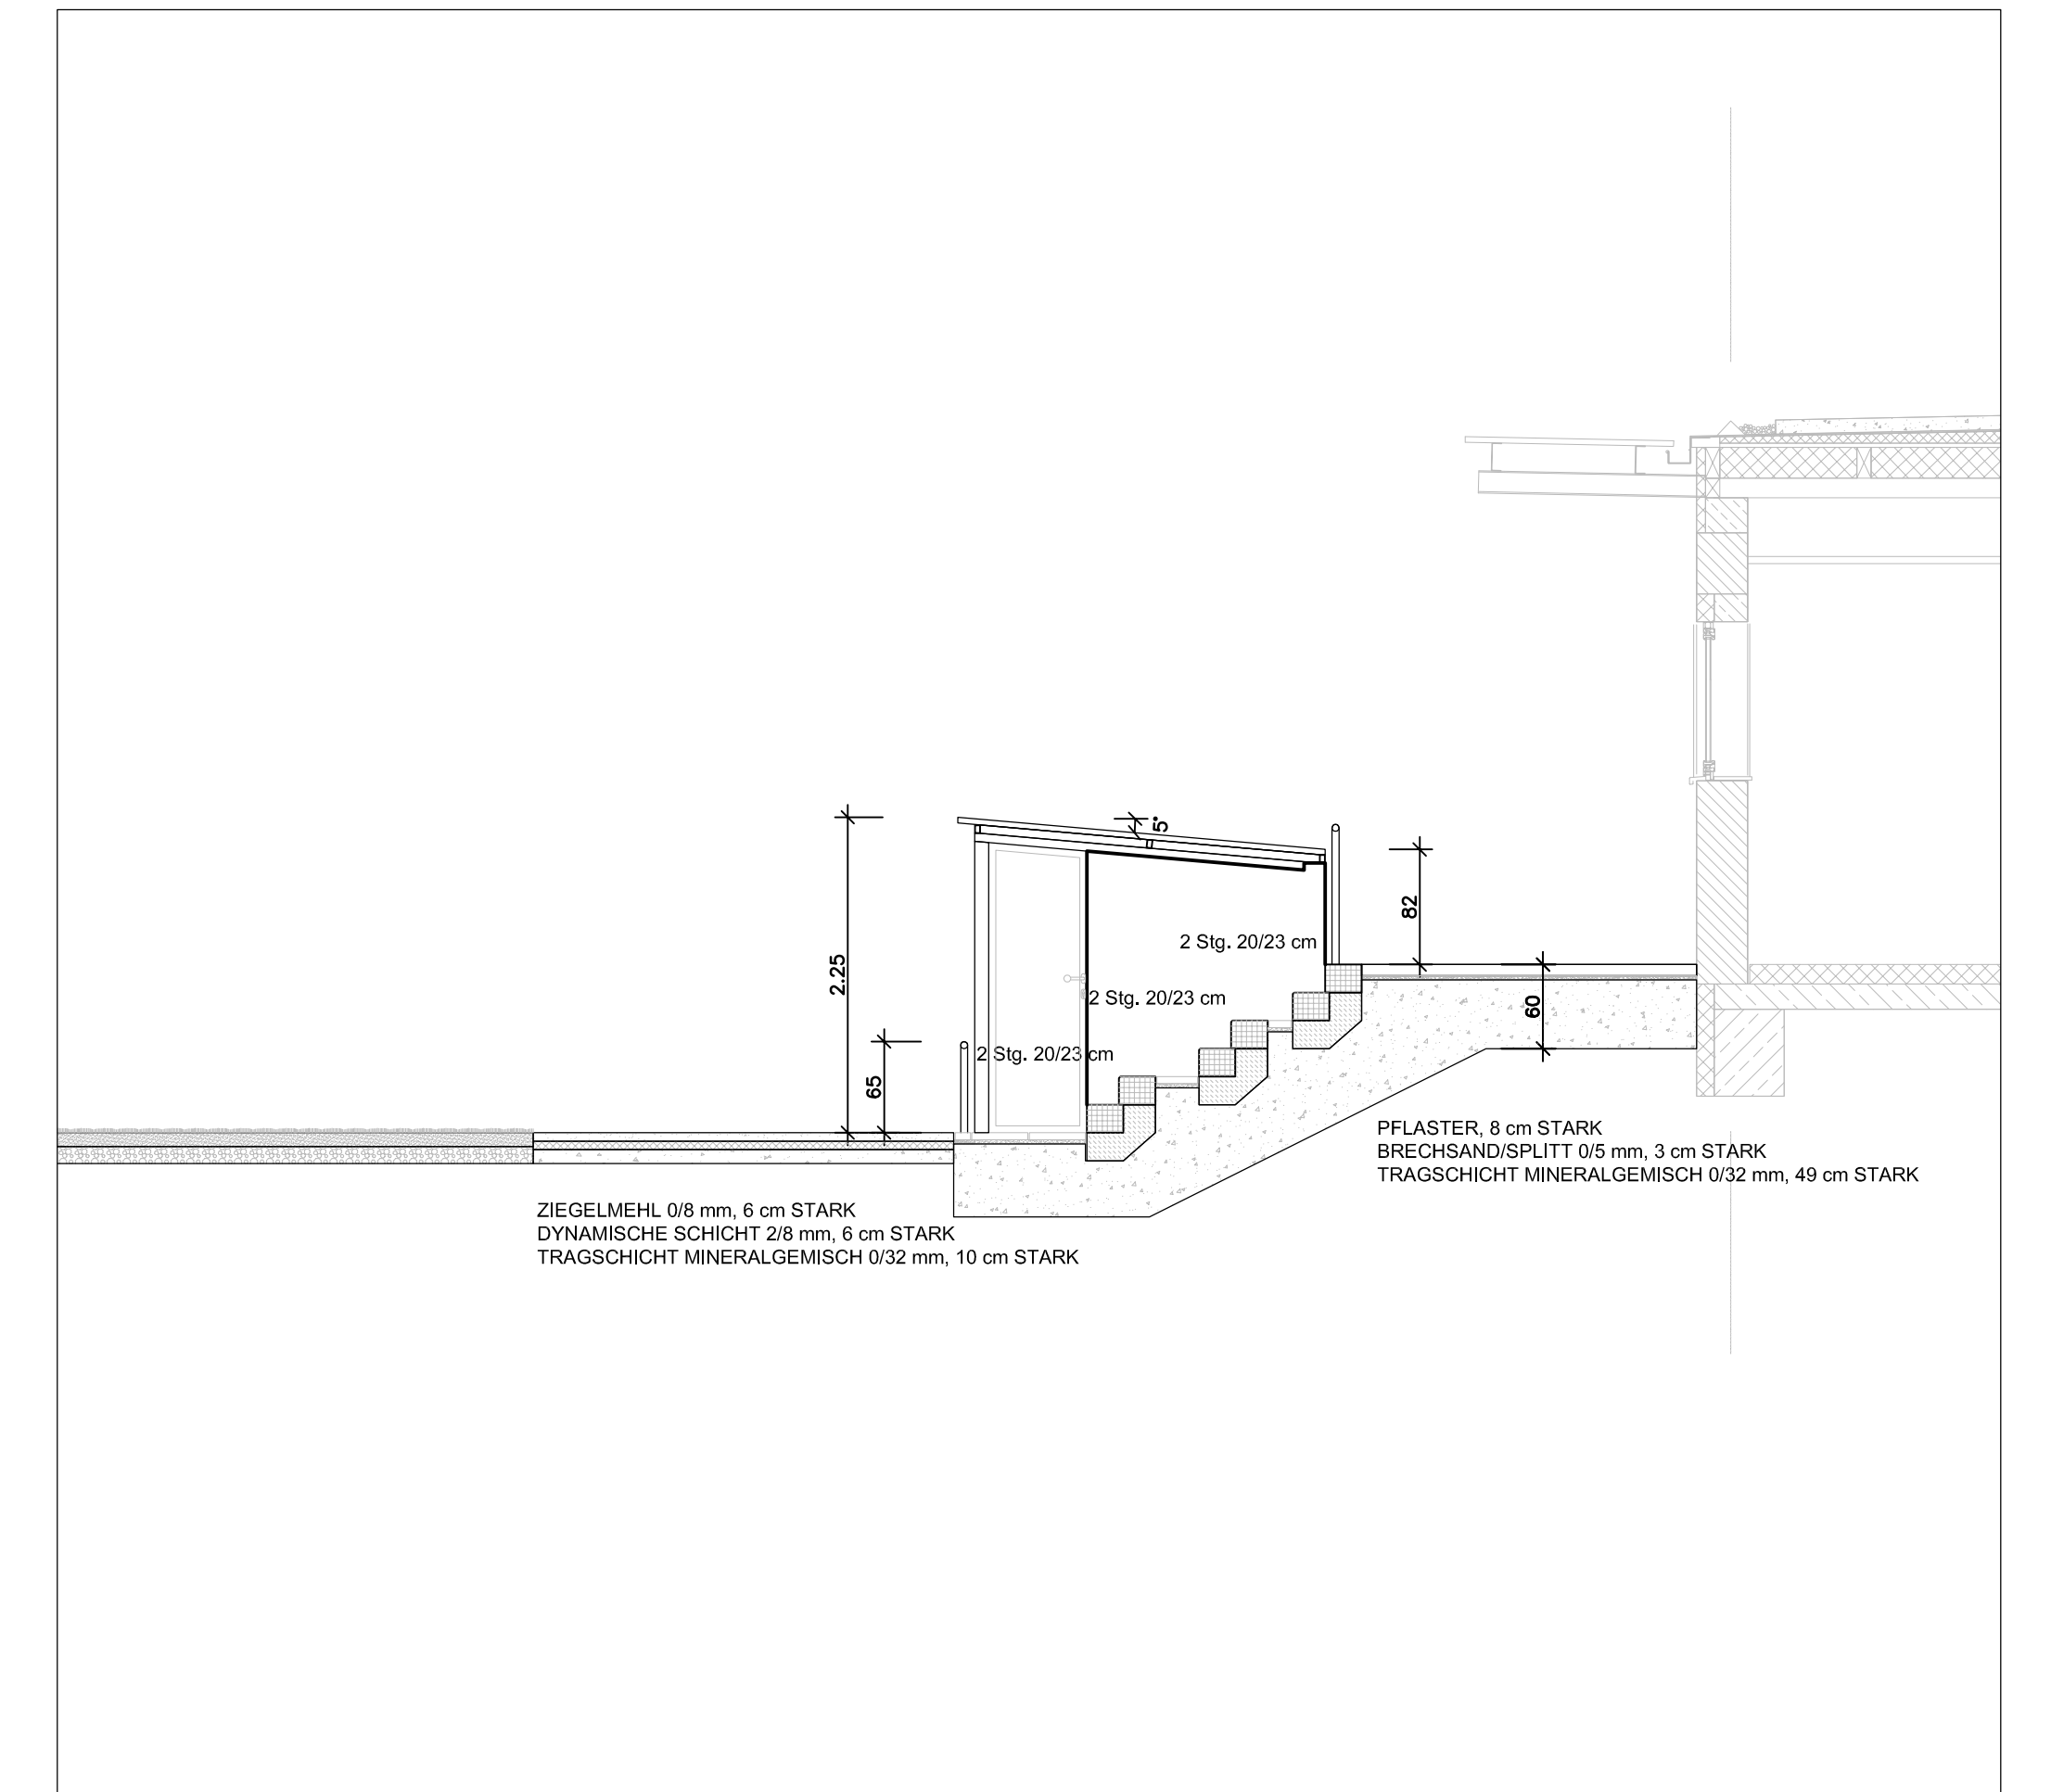 5°
82
2 Stg. 20/23 cm
2.25
2 Stg. 20/23 cm
60
2 Stg. 20/23 cm
65
PFLASTER, 8 cm STARK
BRECHSAND/SPLITT 0/5 mm, 3 cm STARK
TRAGSCHICHT MINERALGEMISCH 0/32 mm, 49 cm STARK
ZIEGELMEHL 0/8 mm, 6 cm STARK
DYNAMISCHE SCHICHT 2/8 mm, 6 cm STARK
TRAGSCHICHT MINERALGEMISCH 0/32 mm, 10 cm STARK